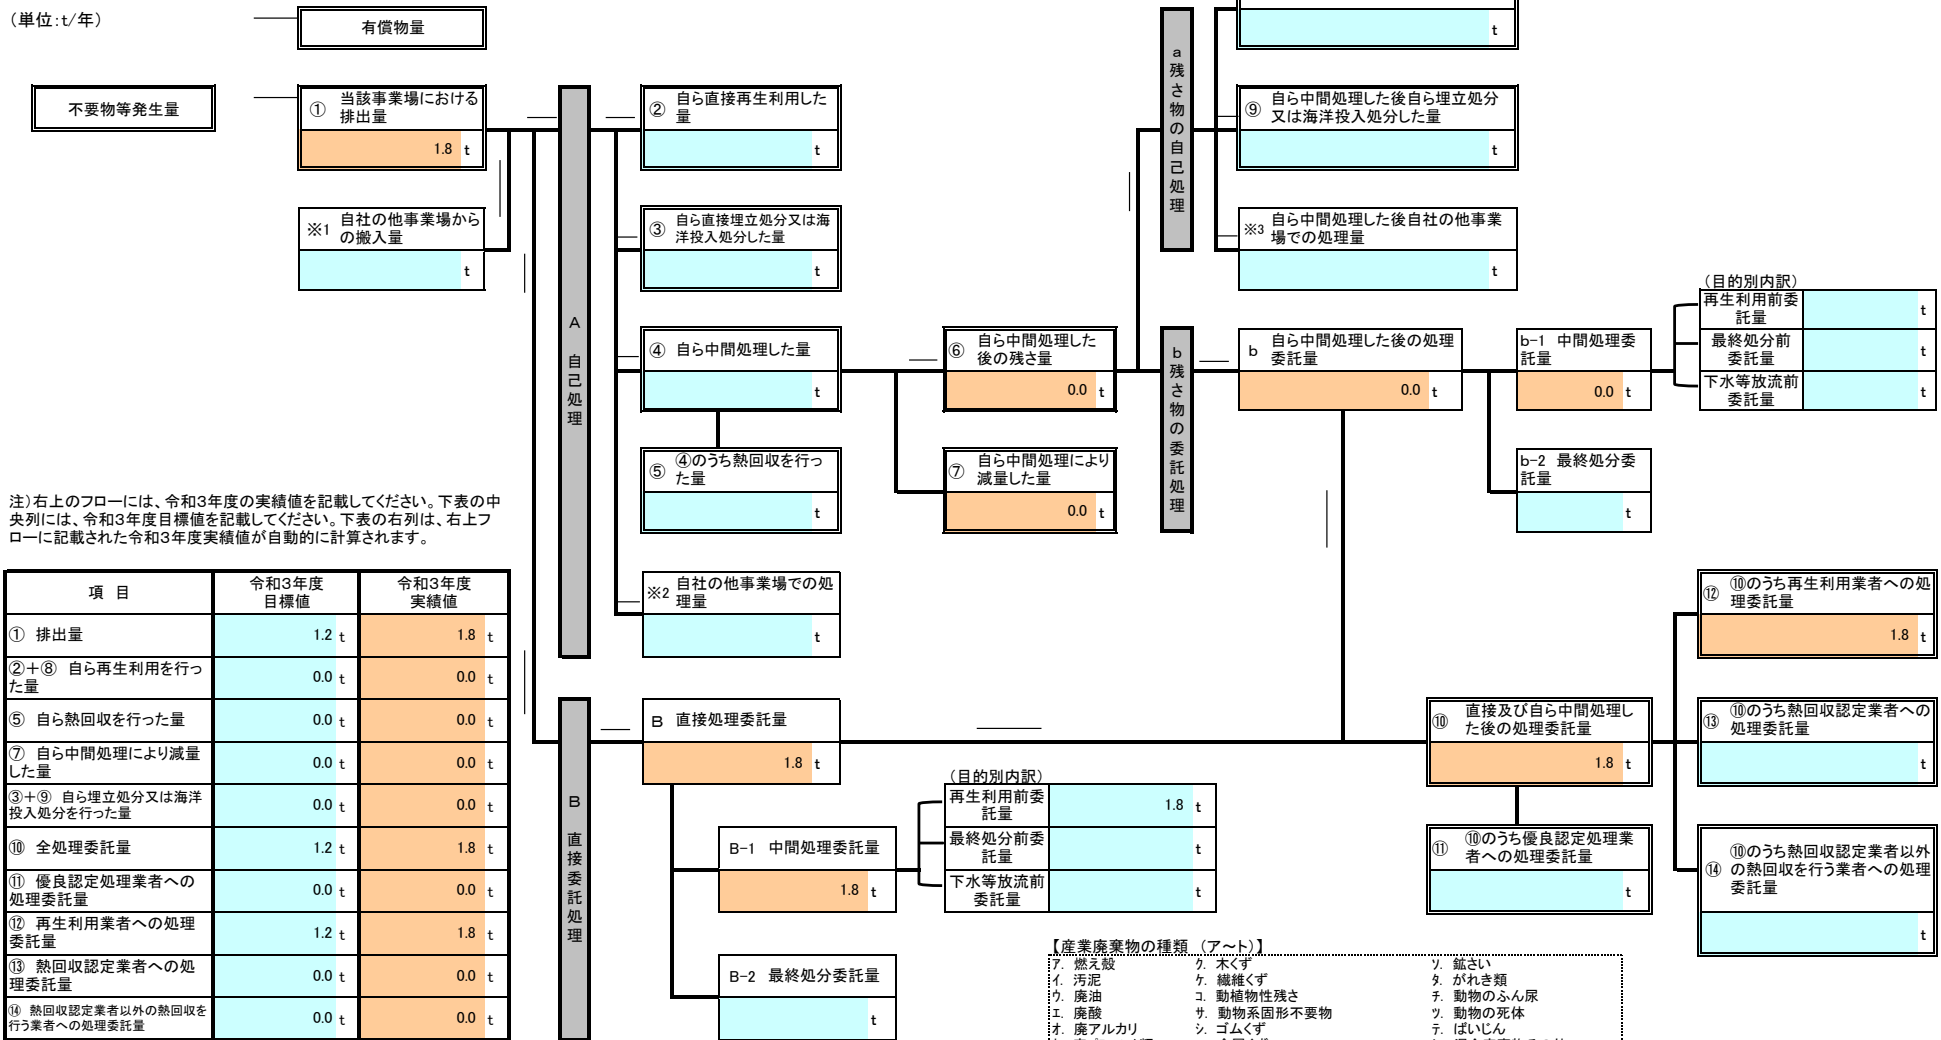 （単位:t/年）
有償物量
不要物等発生量
① 当該事業場における
排出量
1.8 t
※1 自社の他事業場から
の搬入量
t
A 自己処理
② 自ら直接再生利用した
量
t
③ 自ら直接埋立処分又は海
洋投入処分した量
t
④ 自ら中間処理した量
t
⑤ ④のうち熱回収を行っ
た量
t
※2 自社の他事業場での処
理量
t
⑥ 自ら中間処理した
後の残さ量
0.0 t
⑦ 自ら中間処理により
減量した量
0.0 t
a 残さ物の自己処理
t
⑨ 自ら中間処理した後自ら埋立処分
又は海洋投入処分した量
t
※3 自ら中間処理した後自社の他事業
場での処理量
t
b 残さ物の委託処理
b 自ら中間処理した後の処理
委託量
0.0 t
b-1 中間処理委
託量
0.0 t
（目的別内訳）
再生利用前委
託量
t
最終処分前
委託量
t
下水等放流前
委託量
t
b-2 最終処分委
託量
t
注）右上のフローには、令和3年度の実績値を記載してください。下表の中
央列には、令和3年度目標値を記載してください。下表の右列は、右上フ
ローに記載された令和3年度実績値が自動的に計算されます。
項 目 令和3年度
目標値 令和3年度
実績値
① 排出量 1.2 t 1.8 t
②＋⑧ 自ら再生利用を行っ
た量 0.0 t 0.0 t
⑤ 自ら熱回収を行った量 0.0 t 0.0 t
⑦ 自ら中間処理により減量
した量 0.0 t 0.0 t
③＋⑨ 自ら埋立処分又は海洋
投入処分を行った量 0.0 t 0.0 t
⑩ 全処理委託量 1.2 t 1.8 t
⑪ 優良認定処理業者への
処理委託量 0.0 t 0.0 t
⑫ 再生利用業者への処理
委託量 1.2 t 1.8 t
⑬ 熱回収認定業者への処
理委託量 0.0 t 0.0 t
⑭ 熱回収認定業者以外の熱回収を
行う業者への処理委託量 0.0 t 0.0 t
B 直接委託処理
B 直接処理委託量
1.8 t
B-1 中間処理委託量
1.8 t
（目的別内訳）
再生利用前委
託量
1.8 t
最終処分前委
託量
t
下水等放流前
委託量
t
B-2 最終処分委託量
t
⑩ 直接及び自ら中間処理し
た後の処理委託量
1.8 t
⑪ ⑩のうち優良認定処理業
者への処理委託量
t
⑫ ⑩のうち再生利用業者への処
理委託量
1.8 t
⑬ ⑩のうち熱回収認定業者への
処理委託量
t
⑭ ⑩のうち熱回収認定業者以外
の熱回収を行う業者への処理
委託量
t
【産業廃棄物の種類 （ア～ト）】
ア. 燃え殻 ク. 木くず ソ. 鉱さい
イ. 汚泥 ケ. 繊維くず タ. がれき類
ウ. 廃油 コ. 動植物性残さ チ. 動物のふん尿
エ. 廃酸 サ. 動物系固形不要物 ツ. 動物の死体
オ. 廃アルカリ シ. ゴムくず テ. ばいじん